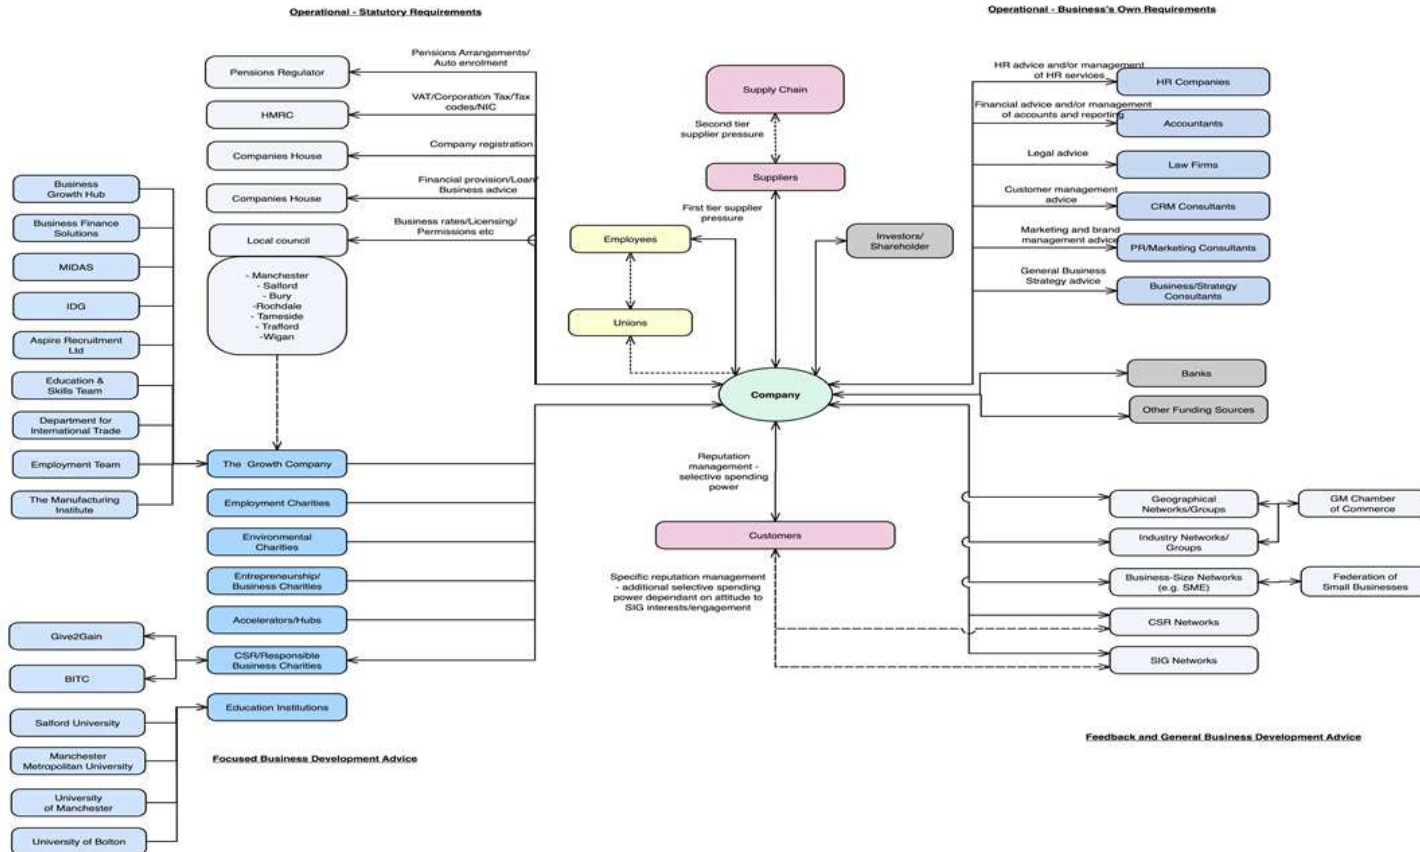 Operational - Statutory Requirements
Operational - Business's Own Requirements
Pensions Regulator
Pensions Arrangements/
Auto enrolment
HMRC
VAT/Corporation Tax/Tax
codes/NIC
Companies House
Company registration
Companies House
Financial provision/Loan/
Business advice
Local council
Business rates/Licensing/
Permissions etc
- Manchester
- Salford
- Bury
-Rochdale
- Tameside
- Trafford
-Wigan
Business
Growth Hub
Business Finance
Solutions
MIDAS
IDG
Aspire Recruitment
Ltd
Education &
Skills Team
Department for
International Trade
Employment Team
The Manufacturing
Institute
Supply Chain
Second tier
supplier pressure
Suppliers
First tier supplier
pressure
Employees
Unions
Investors/
Shareholder
Company
HR advice and/or management
of HR services
HR Companies
Financial advice and/or management
of accounts and reporting
Accountants
Legal advice
Law Firms
Customer management
advice
CRM Consultants
Marketing and brand
management advice
PR/Marketing Consultants
General Business
Strategy advice
Business/Strategy
Consultants
Banks
Other Funding Sources
The Growth Company
Employment Charities
Environmental
Charities
Entrepreneurship/
Business Charities
Accelerators/Hubs
CSR/Responsible
Business Charities
Education Institutions
Give2Gain
BITC
Salford University
Manchester
Metropolitan University
University
of Manchester
University of Bolton
Focused Business Development Advice
Reputation
management -
selective spending
power
Customers
Specific reputation management
- additional selective spending
power dependant on attitude to
SIG interests/engagement
Geographical
Networks/Groups
GM Chamber
of Commerce
Industry Networks/
Groups
Business-Size Networks
(e.g. SME)
Federation of
Small Businesses
CSR Networks
SIG Networks
Feedback and General Business Development Advice